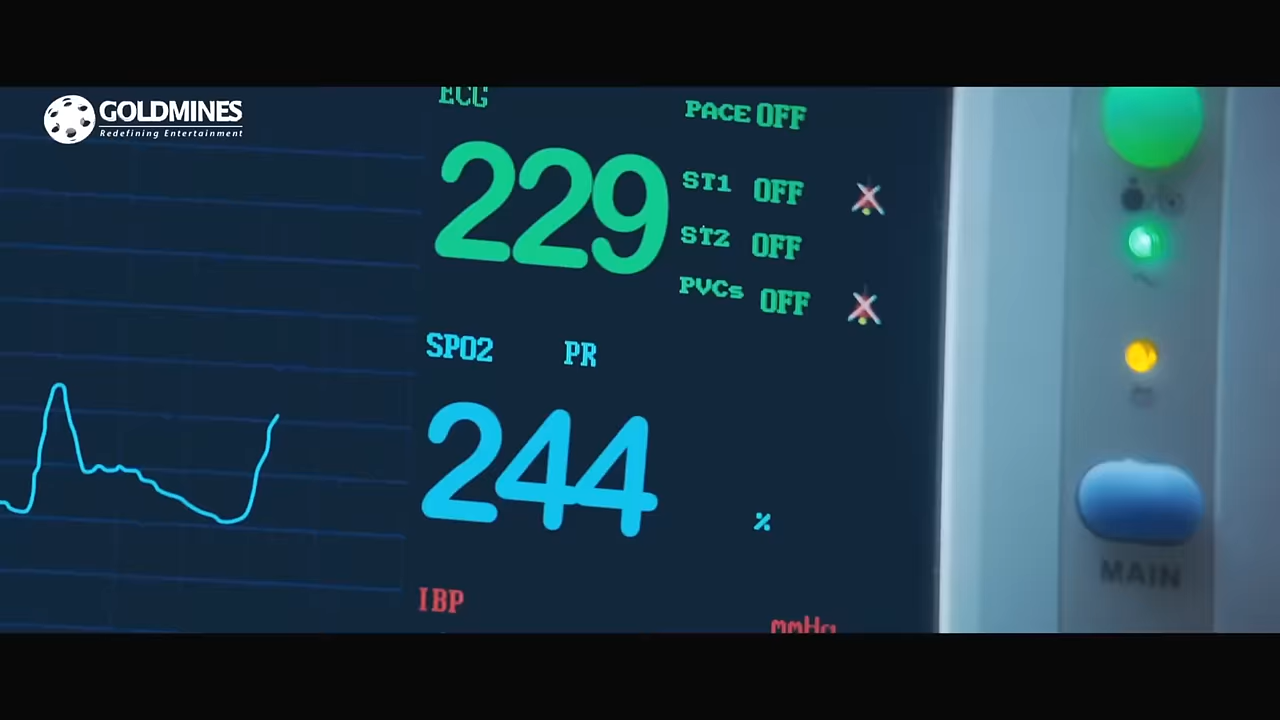 GOLDMINES
Redefining Entertainment
ECG
PACE OFF
229
ST1 OFF
ST2 OFF
PVCs OFF
SPO2 PR
244
%
IBP
mmHg
MAIN